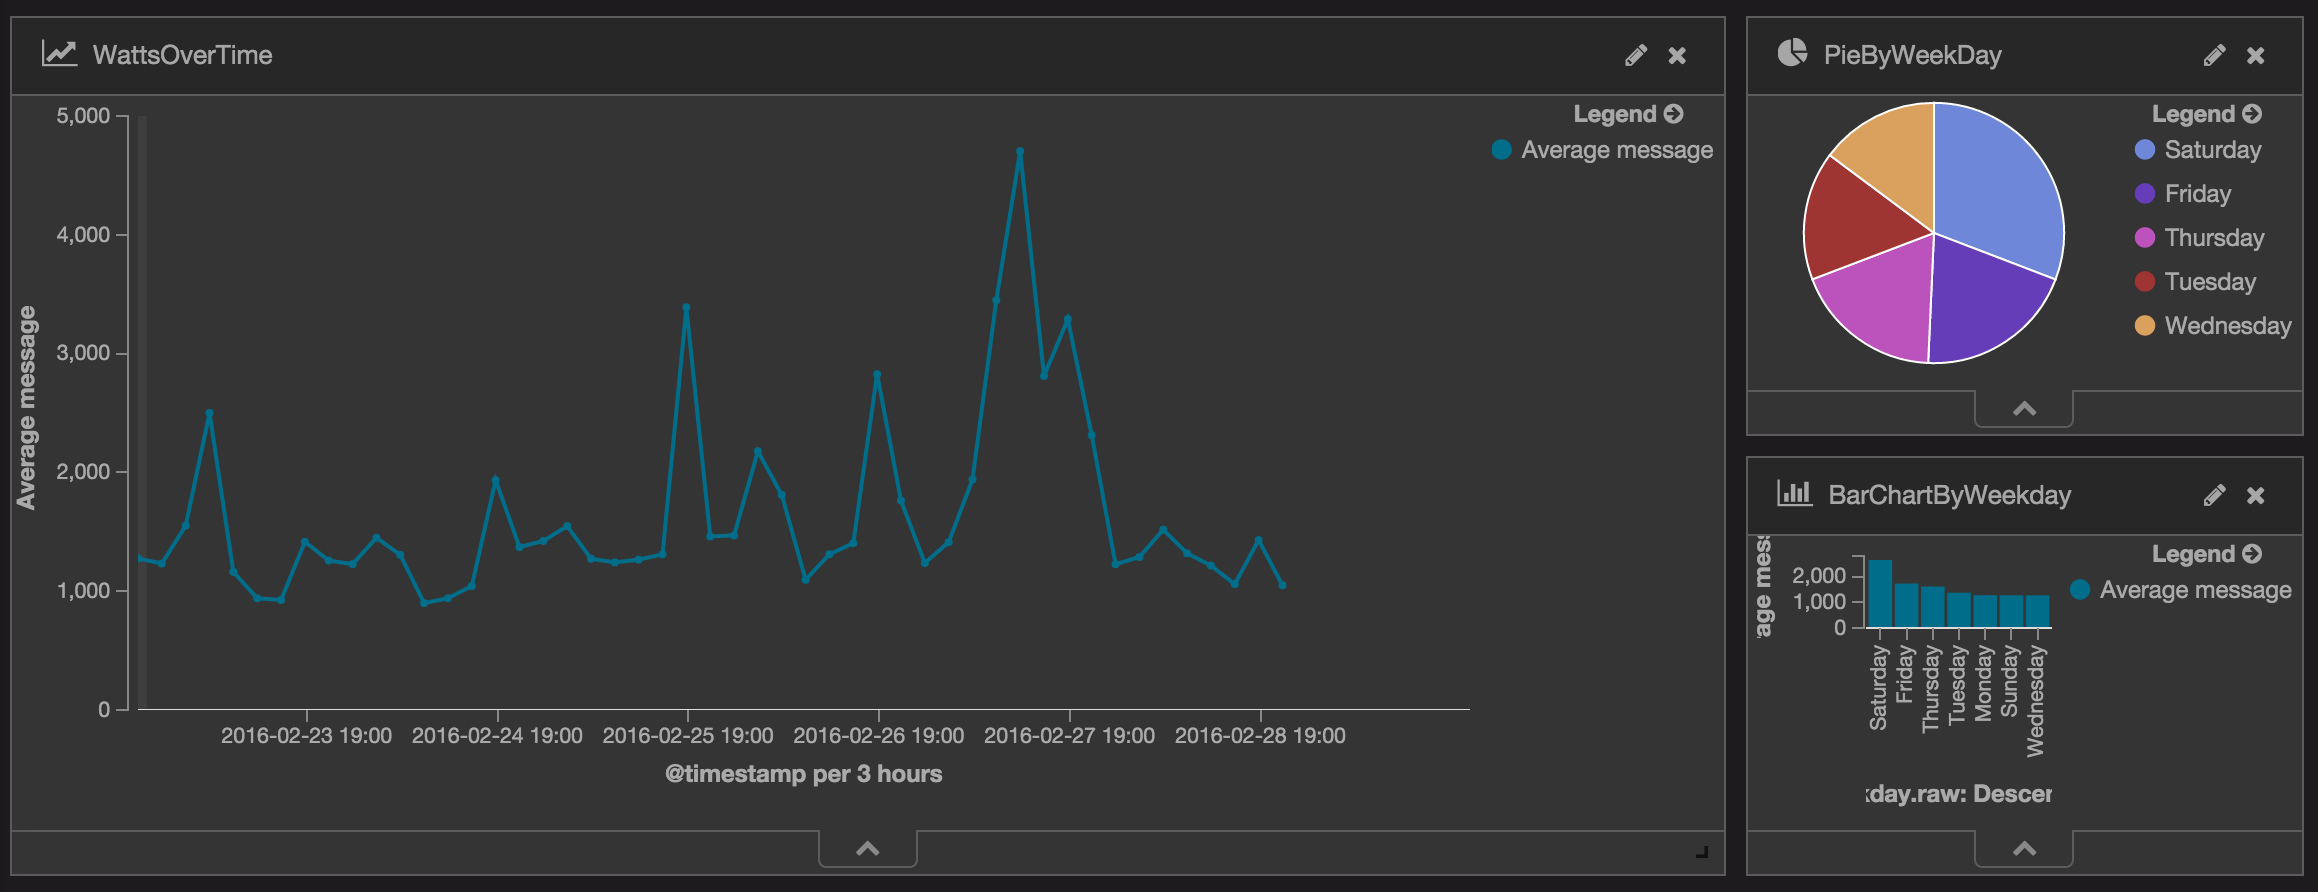 WattsOverTime
5,000
4,000
3,000
2,000
1,000
0
Average message
Legend
Average message
2016-02-23 19:00 2016-02-24 19:00 2016-02-25 19:00 2016-02-26 19:00 2016-02-27 19:00 2016-02-28 19:00
@timestamp per 3 hours
PieByWeekDay
Legend
Saturday
Friday
Thursday
Tuesday
Wednesday
BarChartByWeekday
age mes
2,000
1,000
0
Legend
Average message
Saturday
Friday
Thursday
Tuesday
Monday
Sunday
Wednesday
day.raw: Descen